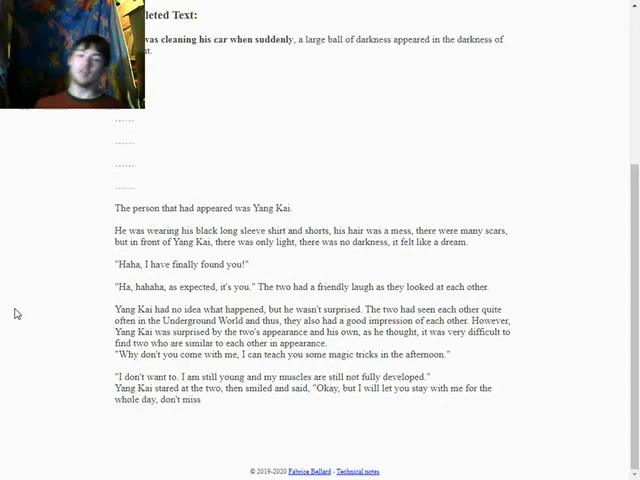 leted Text:
was cleaning his car when suddenly, a large ball of darkness appeared in the darkness of
nt.
……
……
……
……
The person that had appeared was Yang Kai.
He was wearing his black long sleeve shirt and shorts, his hair was a mess, there were many scars,
but in front of Yang Kai, there was only light, there was no darkness, it felt like a dream.
"Haha, I have finally found you!"
"Ha, hahaha, as expected, it's you." The two had a friendly laugh as they looked at each other.
Yang Kai had no idea what happened, but he wasn't surprised. The two had seen each other quite
often in the Underground World and thus, they also had a good impression of each other. However,
Yang Kai was surprised by the two's appearance and his own, as he thought, it was very difficult to
find two who are similar to each other in appearance.
"Why don't you come with me, I can teach you some magic tricks in the afternoon."
"I don't want to. I am still young and my muscles are still not fully developed."
Yang Kai stared at the two, then smiled and said, "Okay, but I will let you stay with me for the
whole day, don't miss
© 2019-2020 Fabrice Bellard - Technical notes